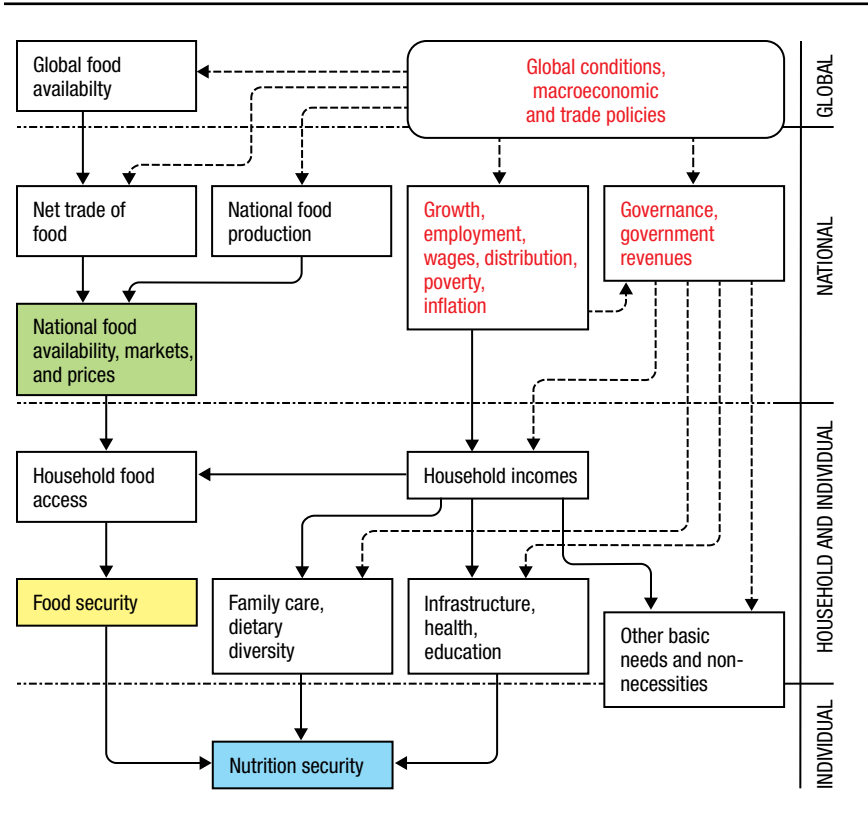 Global food
availabilty
Global conditions,
macroeconomic
and trade policies
GLOBAL
Net trade of
food
National food
production
Growth,
employment,
wages, distribution,
poverty,
inflation
Governance,
government
revenues
NATIONAL
National food
availability, markets,
and prices
Household food
access
Household incomes
HOUSEHOLD AND INDIVIDUAL
Food security
Family care,
dietary
diversity
Infrastructure,
health,
education
Other basic
needs and non-
necessities
Nutrition security
INDIVIDUAL